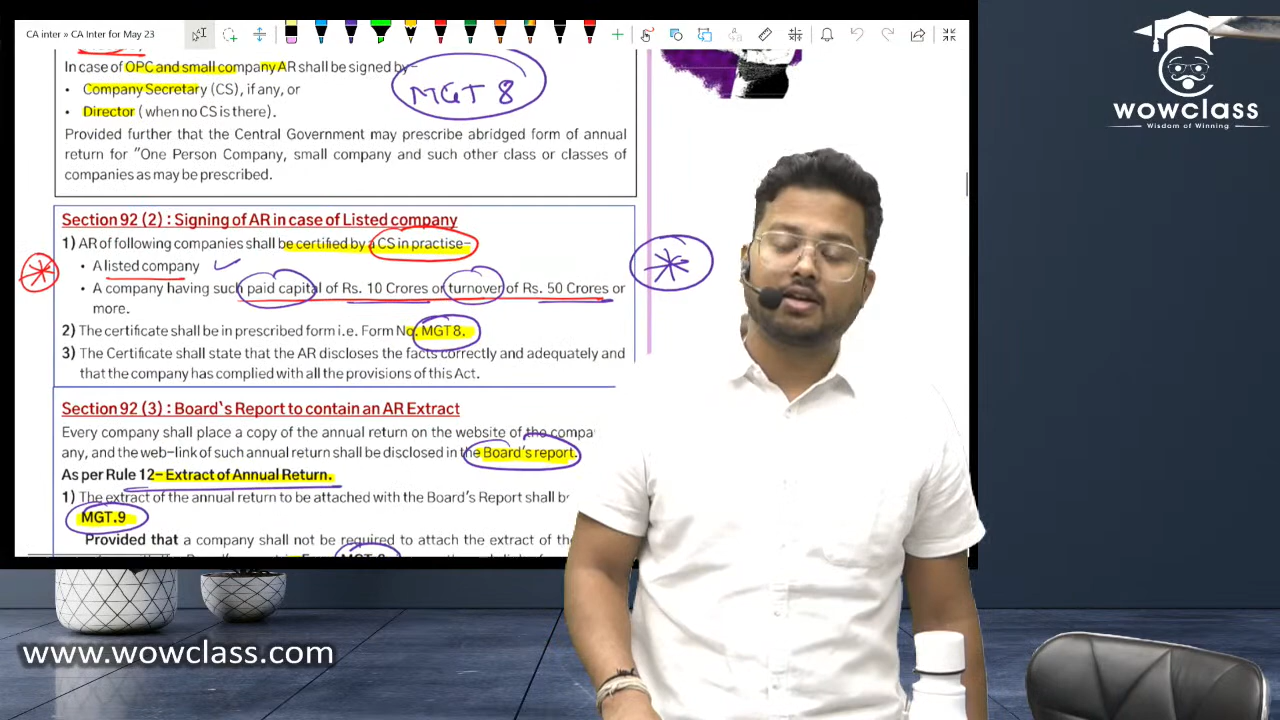 CA inter » CA Inter for May 23
In case of OPC and small company AR shall be signed by-
MGT 8
• Company Secretary (CS), if any, or
• Director (when no CS is there).
Provided further that the Central Government may prescribe abridged form of annual
return for "One Person Company, small company and such other class or classes of
companies as may be prescribed.
Section 92 (2) : Signing of AR in case of Listed company
1) AR of following companies shall be certified by a CS in practise-
• A listed company
• A company having such paid capital of Rs. 10 Crores or turnover of Rs. 50 Crores or
more.
2) The certificate shall be in prescribed form i.e. Form No. MGT8.
3) The Certificate shall state that the AR discloses the facts correctly and adequately and
that the company has complied with all the provisions of this Act.
Section 92 (3) : Board`s Report to contain an AR Extract
Every company shall place a copy of the annual return on the website of the compa
any, and the web-link of such annual return shall be disclosed in the Board's report.
As per Rule 12- Extract of Annual Return.
1) The extract of the annual return to be attached with the Board's Report shall b
MGT.9
Provided that a company shall not be required to attach the extract of the
wowclass
Wisdom of Winning
www.wowclass.com